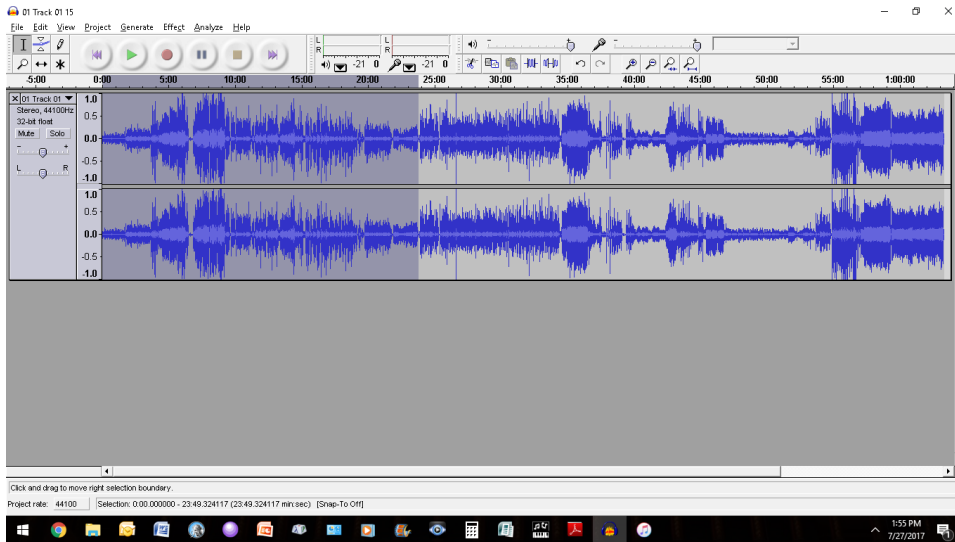 01 Track 01 15
File Edit View Project Generate Effect Analyze Help
L L
R R
-21 0 -21 0
-5:00 0:00 5:00 10:00 15:00 20:00 25:00 30:00 35:00 40:00 45:00 50:00 55:00 1:00:00
01 Track 01
Stereo, 44100Hz
32-bit float
Mute Solo
- +
L R
1.0
0.5
0.0
-0.5
-1.0
1.0
0.5
0.0
-0.5
-1.0
Click and drag to move right selection boundary.
Project rate: 44100 Selection: 0:00.000000 - 23:49.324117 (23:49.324117 min:sec) [Snap-To Off]
1:55 PM
7/27/2017